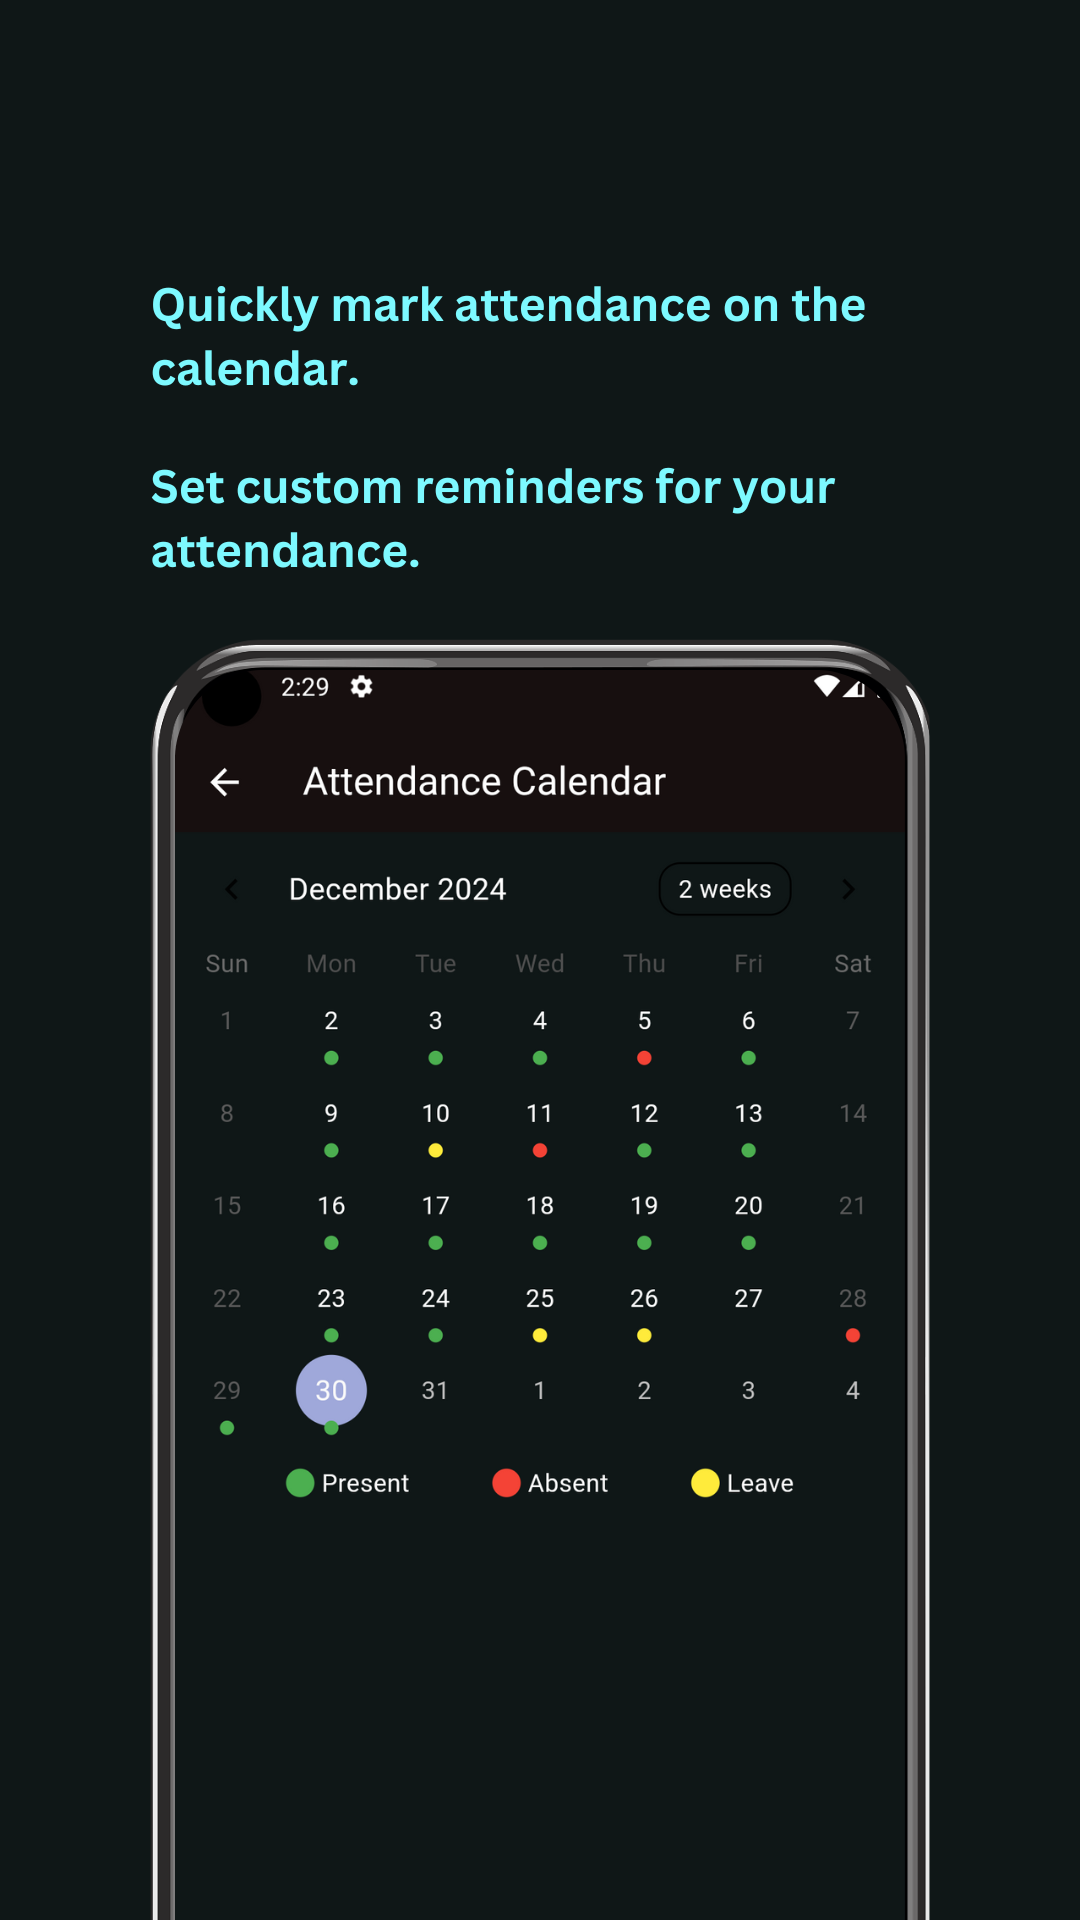 Quickly mark attendance on the
calendar.
Set custom reminders for your
attendance.
2:29
Attendance Calendar
December 2024 2 weeks
Sun Mon Tue Wed Thu Fri Sat
1 2 3 4 5 6 7
8 9 10 11 12 13 14
15 16 17 18 19 20 21
22 23 24 25 26 27 28
29 30 31 1 2 3 4
Present Absent Leave